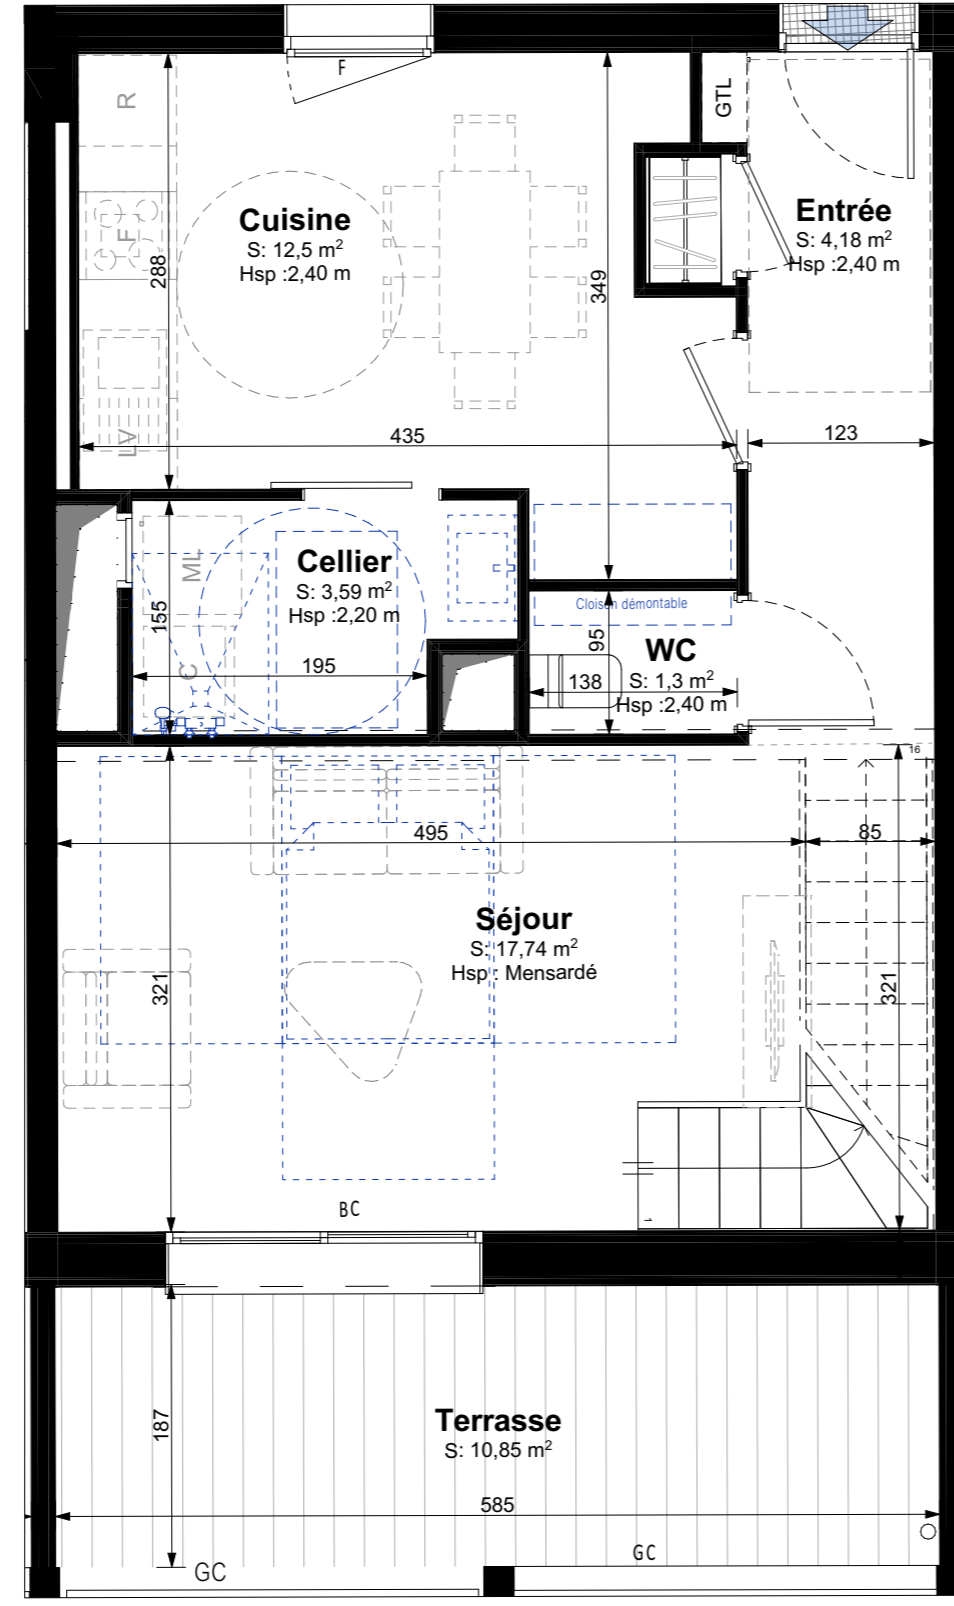 F
R
GTL
Cuisine
S: 12,5 m²
Hsp :2,40 m
Entrée
S: 4,18 m²
Hsp :2,40 m
F
288
349
LV
435
123
Cellier
S: 3,59 m²
Hsp :2,20 m
ML
155
195
C
Cloison démontable
95
WC
138
S: 1,3 m²
Hsp :2,40 m
16
495
85
Séjour
S: 17,74 m²
Hsp : Mensardé
321
321
1
BC
187
Terrasse
S: 10,85 m²
585
GC
GC